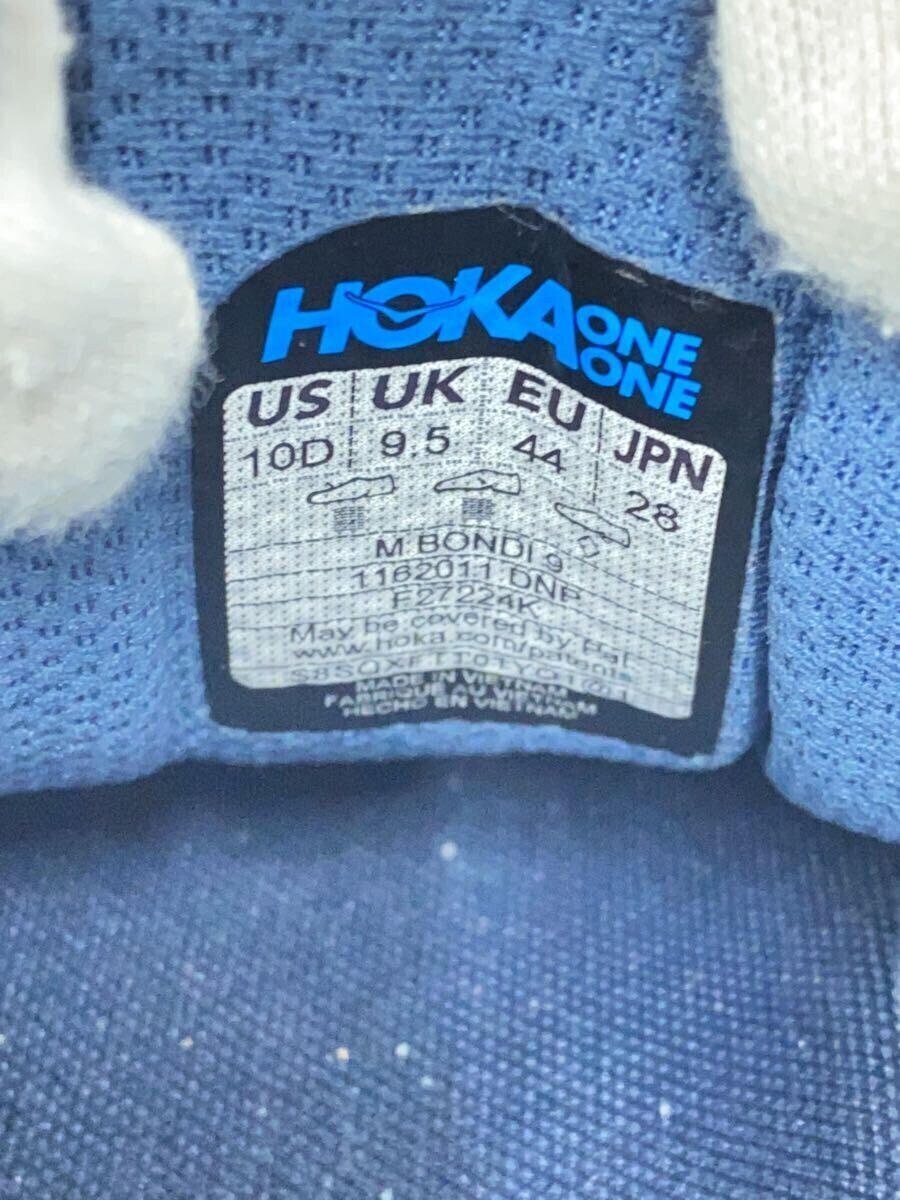 HOKA ONE ONE
US UK EU JPN
10D 9.5 44 28
M BONDI 9
1162011 DNP
F27224K
May be covered by Pat.
www.hoka.com/patents
MADE IN VIETNAM
FABRIQUE AU VIETNAM
HECHO EN VIETNAM